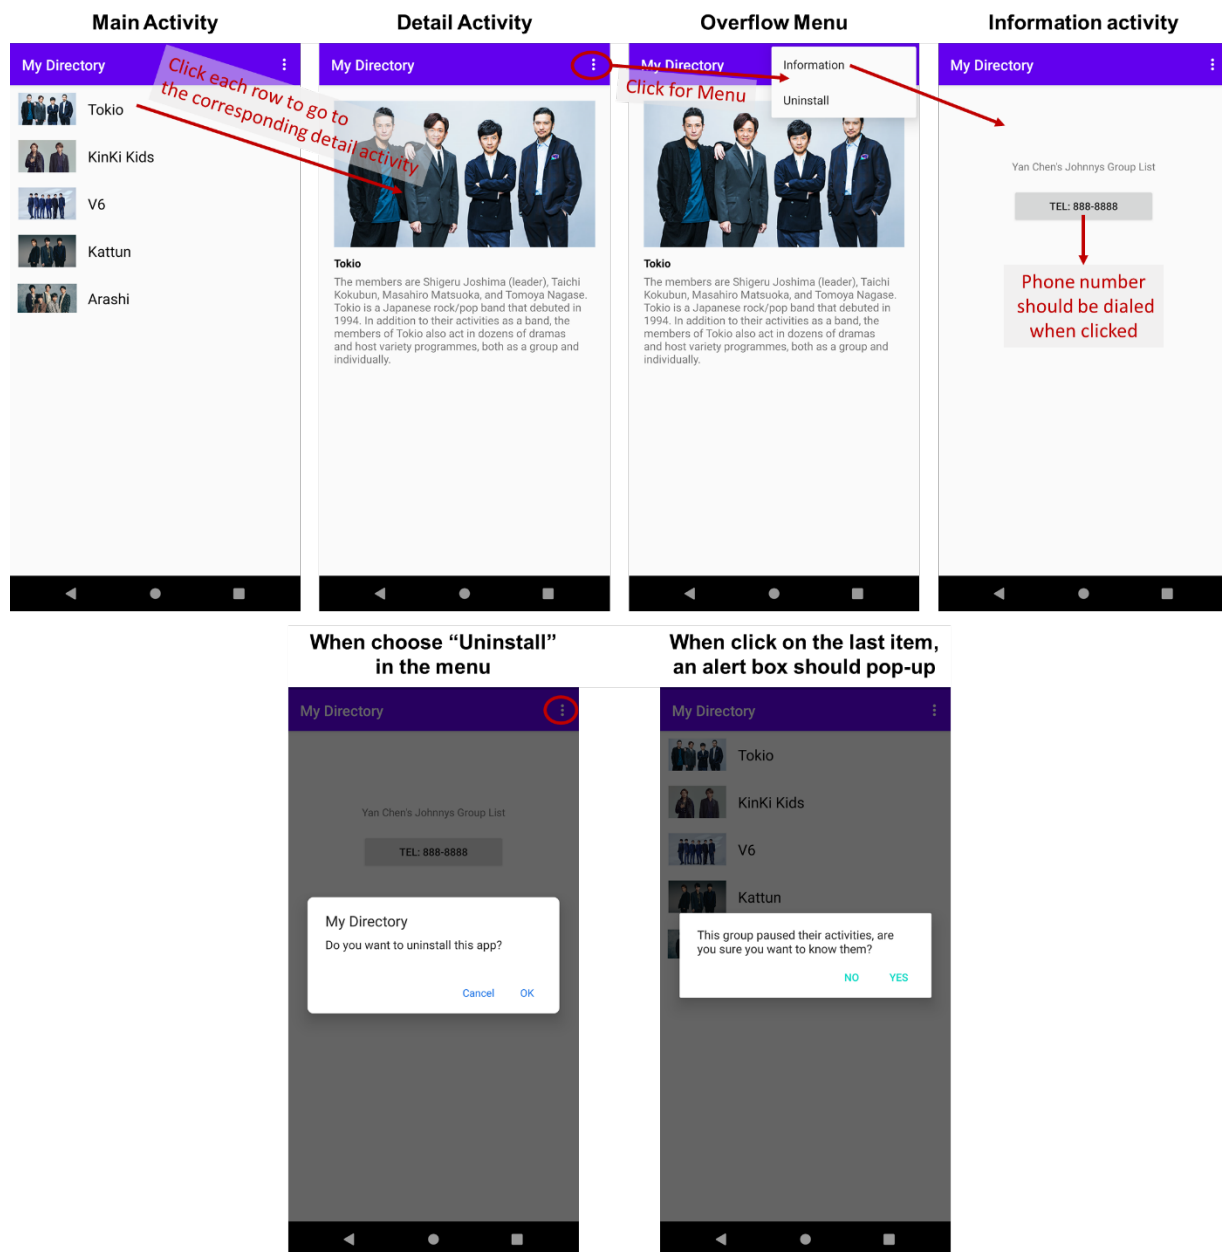 Main Activity
Detail Activity
Overflow Menu
Information activity
My Directory
Tokio
KinKi Kids
V6
Kattun
Arashi
Click each row to go to
the corresponding detail activity
My Directory
Tokio
The members are Shigeru Joshima (leader), Taichi
Kokubun, Masahiro Matsuoka, and Tomoya Nagase.
Tokio is a Japanese rock/pop band that debuted in
1994. In addition to their activities as a band, the
members of Tokio also act in dozens of dramas
and host variety programmes, both as a group and
individually.
My Directory
Information
Uninstall
Click for Menu
Tokio
The members are Shigeru Joshima (leader), Taichi
Kokubun, Masahiro Matsuoka, and Tomoya Nagase.
Tokio is a Japanese rock/pop band that debuted in
1994. In addition to their activities as a band, the
members of Tokio also act in dozens of dramas
and host variety programmes, both as a group and
individually.
My Directory
Yan Chen's Johnnys Group List
TEL: 888-8888
Phone number
should be dialed
when clicked
When choose “Uninstall”
in the menu
My Directory
Yan Chen's Johnnys Group List
TEL: 888-8888
My Directory
Do you want to uninstall this app?
Cancel OK
When click on the last item,
an alert box should pop-up
My Directory
Tokio
KinKi Kids
V6
Kattun
This group paused their activities, are
you sure you want to know them?
NO YES